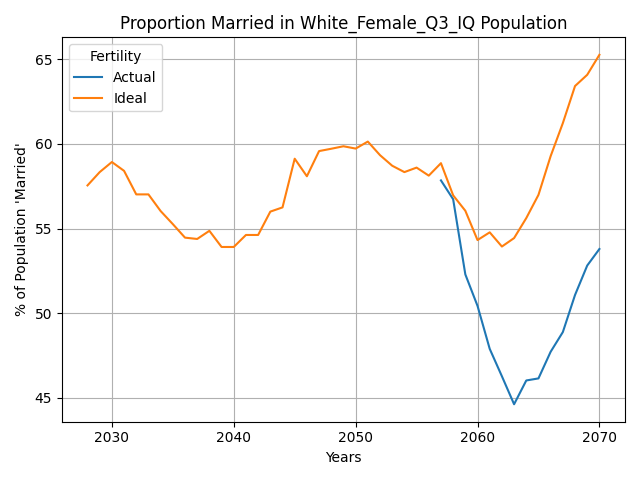 Proportion Married in White_Female_Q3_IQ Population
Fertility
Actual
Ideal
% of Population 'Married'
65
60
55
50
45
2030
2040
2050
2060
2070
Years